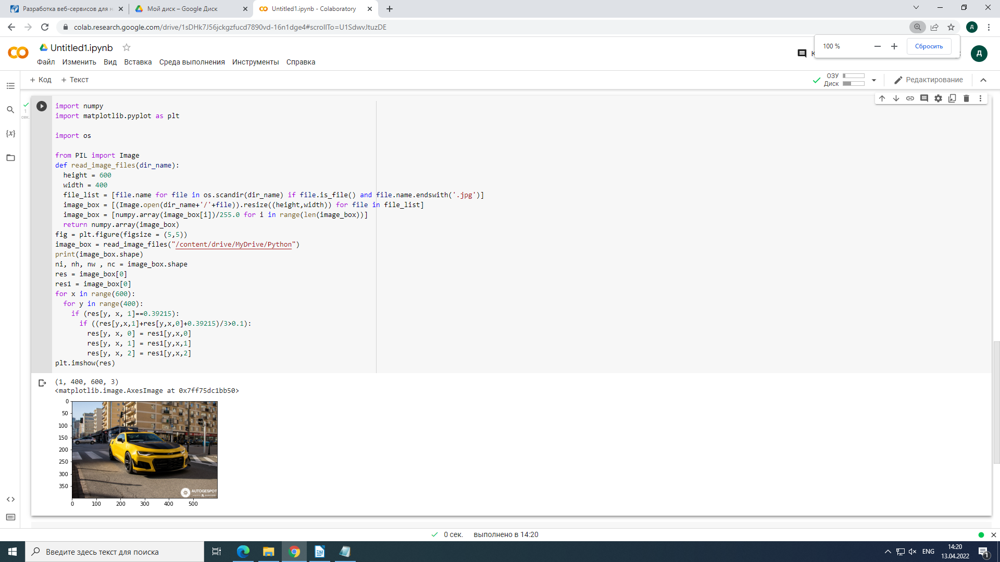 Разработка веб-сервисов для н
Мой диск – Google Диск
Untitled1.ipynb - Colaboratory
colab.research.google.com/drive/1sDHk7J56jckgzfucd7890vd-16n1dge4#scrollTo=U1SdwvJtuzDE
Д
100 %
Сбросить
Untitled1.ipynb
Д
Файл Изменить Вид Вставка Среда выполнения Инструменты Справка
+ Код + Текст
ОЗУ
Диск
Редактирование
1
сек.
import numpy
import matplotlib.pyplot as plt
import os
from PIL import Image
def read_image_files(dir_name):
height = 600
width = 400
file_list = [file.name for file in os.scandir(dir_name) if file.is_file() and file.name.endswith('.jpg')]
image_box = [(Image.open(dir_name+'/'+file)).resize((height,width)) for file in file_list]
image_box = [numpy.array(image_box[i])/255.0 for i in range(len(image_box))]
return numpy.array(image_box)
fig = plt.figure(figsize = (5,5))
image_box = read_image_files("/content/drive/MyDrive/Python")
print(image_box.shape)
ni, nh, nw , nc = image_box.shape
res = image_box[0]
res1 = image_box[0]
for x in range(600):
for y in range(400):
if (res[y, x, 1]==0.39215):
if ((res[y,x,1]+res[y,x,0]+0.39215)/3>0.1):
res[y, x, 0] = res1[y,x,0]
res[y, x, 1] = res1[y,x,1]
res[y, x, 2] = res1[y,x,2]
plt.imshow(res)
(1, 400, 600, 3)
<matplotlib.image.AxesImage at 0x7ff75dc1bb50>
0
50
100
150
200
250
300
350
AUTOGESPOT
0 100 200 300 400 500
0 сек. выполнено в 14:20
Введите здесь текст для поиска
ENG
14:20
13.04.2022
1